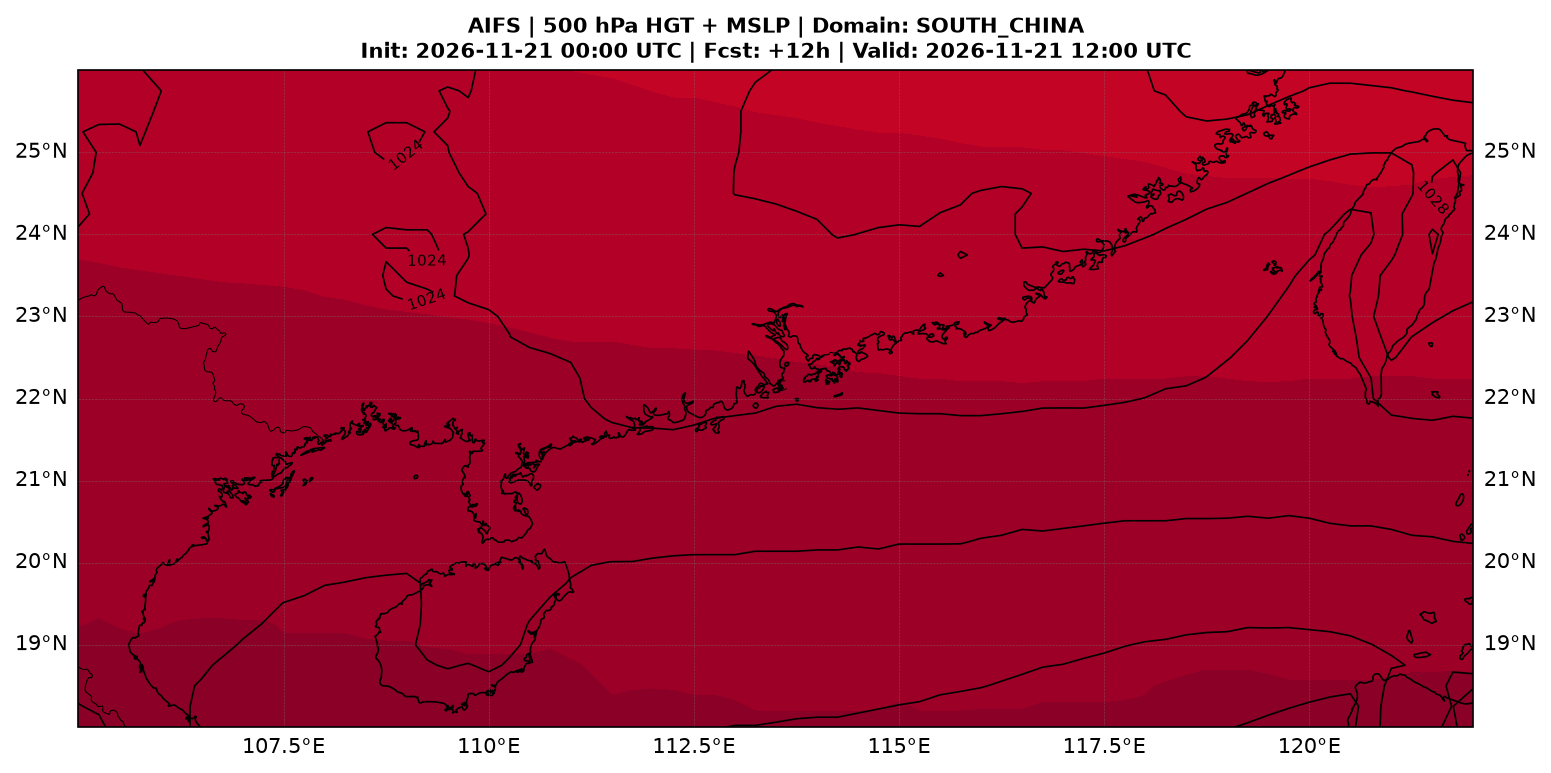 AIFS | 500 hPa HGT + MSLP | Domain: SOUTH_CHINA
Init: 2026-11-21 00:00 UTC | Fcst: +12h | Valid: 2026-11-21 12:00 UTC
25°N
1024
25°N
1028
24°N
24°N
1024
1024
23°N
23°N
22°N
22°N
21°N
21°N
20°N
20°N
19°N
19°N
107.5°E
110°E
112.5°E
115°E
117.5°E
120°E